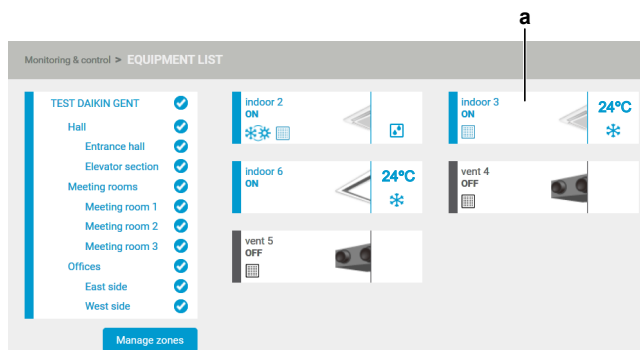 a
Monitoring & control > EQUIPMENT LIST
TEST DAIKIN GENT
Hall
Entrance hall
Elevator section
Meeting rooms
Meeting room 1
Meeting room 2
Meeting room 3
Offices
East side
West side
Manage zones
indoor 2
ON
indoor 3
ON
24°C
indoor 6
ON
24°C
vent 4
OFF
vent 5
OFF